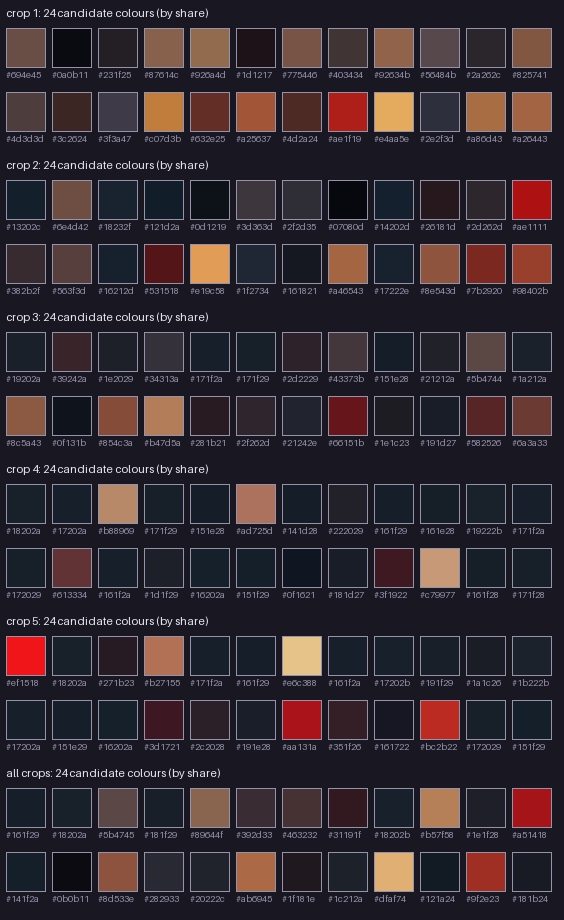 crop 1: 24 candidate colours (by share)
#694e45 #0a0b11 #231f25 #87614c #926a4d #1d1217 #775446 #403434 #92634b #56484b #2a262c #825741
#4d3d3d #3c2624 #3f3a47 #c07d3b #632e25 #a25637 #4d2a24 #ae1f19 #e4aa5e #2e2f3d #a86d43 #a26443
crop 2: 24 candidate colours (by share)
#13202c #6e4d42 #18232f #121d2a #0d1219 #3d363d #2f2d35 #07080d #14202d #26181d #2d262d #ae1111
#382b2f #563f3d #16212d #531518 #e19c58 #1f2734 #161821 #a46543 #17222e #8e543d #7b2920 #98402b
crop 3: 24 candidate colours (by share)
#19202a #39242a #1e2029 #34313a #171f2a #171f29 #2d2229 #43373b #151e28 #21212a #5b4744 #1a212a
#8c5a43 #0f131b #854c3a #b47d5a #281b21 #2f262d #21242e #66151b #1e1c23 #191d27 #582526 #6a3a33
crop 4: 24 candidate colours (by share)
#18202a #17202a #b88969 #171f29 #151e28 #ad725d #141d28 #222029 #161f29 #161e28 #19222b #171f2a
#172029 #613334 #161f2a #1d1f29 #16202a #151f29 #0f1621 #181d27 #3f1922 #c79977 #161f28 #171f28
crop 5: 24 candidate colours (by share)
#ef1518 #18202a #271b23 #b27155 #171f2a #161f29 #e6c388 #161f2a #17202b #191f29 #1a1c26 #1b222b
#17202a #151e29 #16202a #3d1721 #2c2028 #191e28 #aa131a #351f26 #161722 #bc2b22 #172029 #151f29
all crops: 24 candidate colours (by share)
#161f29 #18202a #5b4745 #181f29 #89644f #392d33 #463232 #31191f #18202b #b57f58 #1e1f28 #a51418
#141f2a #0b0b11 #8d533e #282933 #20222c #ab6945 #1f181e #1c212a #dfaf74 #121a24 #9f2e23 #181b24